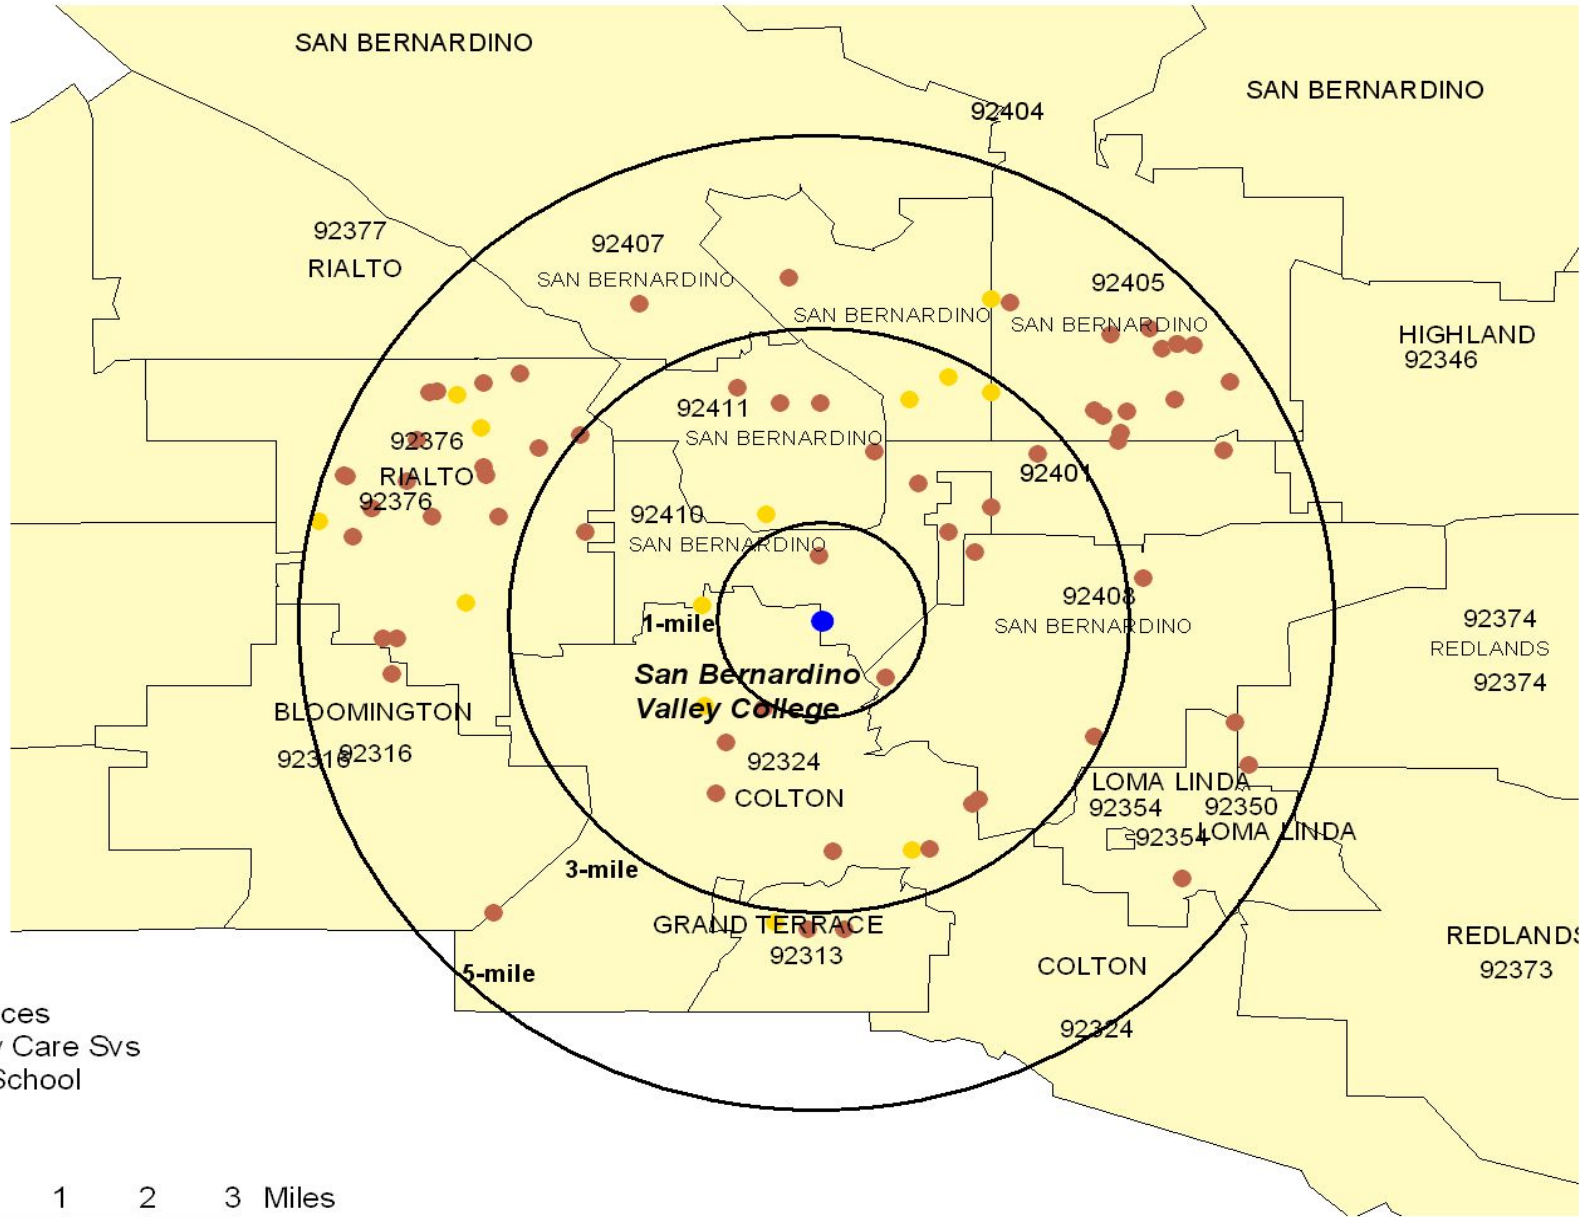 SAN BERNARDINO
SAN BERNARDINO
92404
92377
RIALTO
92407
SAN BERNARDINO
92405
SAN BERNARDINO
SAN BERNARDINO
HIGHLAND
92346
92411
SAN BERNARDINO
92376
RIALTO
92376
92401
92410
SAN BERNARDINO
92408
SAN BERNARDINO
1-mile
San Bernardino
Valley College
92374
REDLANDS
92374
BLOOMINGTON
92316
92316
92324
COLTON
LOMA LINDA
92354
92350
92354
LOMA LINDA
3-mile
GRAND TERRACE
92313
5-mile
COLTON
92324
REDLANDS
92373
ces
Care Svs
School
1 2 3 Miles